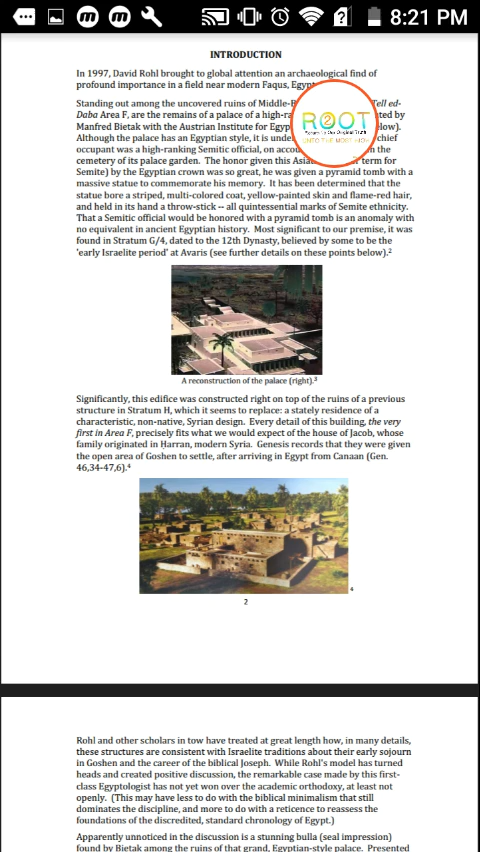 8:21 PM
INTRODUCTION
In 1997, David Rohl brought to global attention an archaeological find of
profound importance in a field near modern Faqus, Egypt
Standing out among the uncovered ruins of Middle-B Tell ed-
Daba Area F, are the remains of a palace of a high-ra ted by
Manfred Bietak with the Austrian Institute for Egyp low).
Although the palace has an Egyptian style, it is under chief
occupant was a high-ranking Semitic official, on accou n the
cemetery of its palace garden. The honor given this Asia term for
Semite) by the Egyptian crown was so great, he was given a pyramid tomb with a
massive statue to commemorate his memory. It has been determined that the
statue bore a striped, multi-colored coat, yellow-painted skin and flame-red hair,
and held in its hand a throw-stick -- all quintessential marks of Semite ethnicity.
That a Semitic official would be honored with a pyramid tomb is an anomaly with
no equivalent in ancient Egyptian history. Most significant to our premise, it was
found in Stratum G/4, dated to the 12th Dynasty, believed by some to be the
'early Israelite period' at Avaris (see further details on these points below).2
ROOT
2
UNTO THE MOST HIGH
A reconstruction of the palace (right).3
Significantly, this edifice was constructed right on top of the ruins of a previous
structure in Stratum H, which it seems to replace: a stately residence of a
characteristic, non-native, Syrian design. Every detail of this building, the very
first in Area F, precisely fits what we would expect of the house of Jacob, whose
family originated in Ḥarran, modern Syria. Genesis records that they were given
the open area of Goshen to settle, after arriving in Egypt from Canaan (Gen.
46,34-47,6).4
4
2
Rohl and other scholars in tow have treated at great length how, in many details,
these structures are consistent with Israelite traditions about their early sojourn
in Goshen and the career of the biblical Joseph. While Rohl's model has turned
heads and created positive discussion, the remarkable case made by this first-
class Egyptologist has not yet won over the academic orthodoxy, at least not
openly. (This may have less to do with the biblical minimalism that still
dominates the discipline, and more to do with a reticence to reassess the
foundations of the discredited, standard chronology of Egypt.)
Apparently unnoticed in the discussion is a stunning bulla (seal impression)
found by Bietak among the ruins of that grand, Egyptian-style palace. Presented